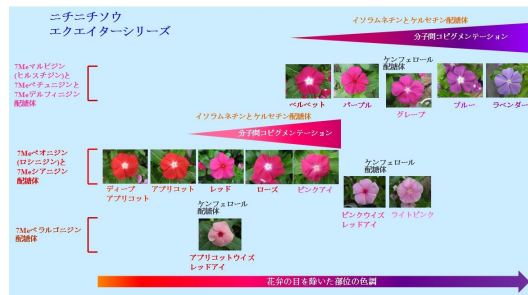 ニチニチソウ
エクエイターシリーズ
イソラムネチンとケルセチン配糖体
分子間コピグメンテーション
7Meマルビジン
(ヒルスチジン)と
7Meペチュニジンと
7Meデルフィニジン
配糖体
ケンフェロール
配糖体
ベルベット
パープル
グレープ
ブルー
ラベンダー
イソラムネチンとケルセチン配糖体
分子間コピグメンテーション
7Meペオニジン
(ロシニジン)と
7Meシアニジン
配糖体
ケンフェロール
配糖体
ディープ
アプリコット
アプリコット
レッド
ローズ
ピンクアイ
ピンクウイズ
レッドアイ
ライトピンク
7Meペラルゴニジン
配糖体
ケンフェロール
配糖体
アプリコットウイズ
レッドアイ
花弁の目を除いた部位の色調